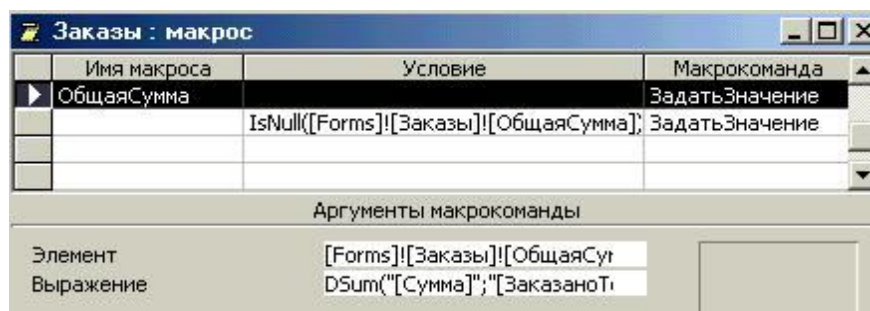 Заказы : макрос
Имя макроса Условие Макрокоманда
ОбщаяСумма ЗадатьЗначение
IsNull([Forms]![Заказы]![ОбщаяСумма]) ЗадатьЗначение
Аргументы макрокоманды
Элемент [Forms]![Заказы]![ОбщаяСу
Выражение DSum("[Сумма]";"[ЗаказаноТ